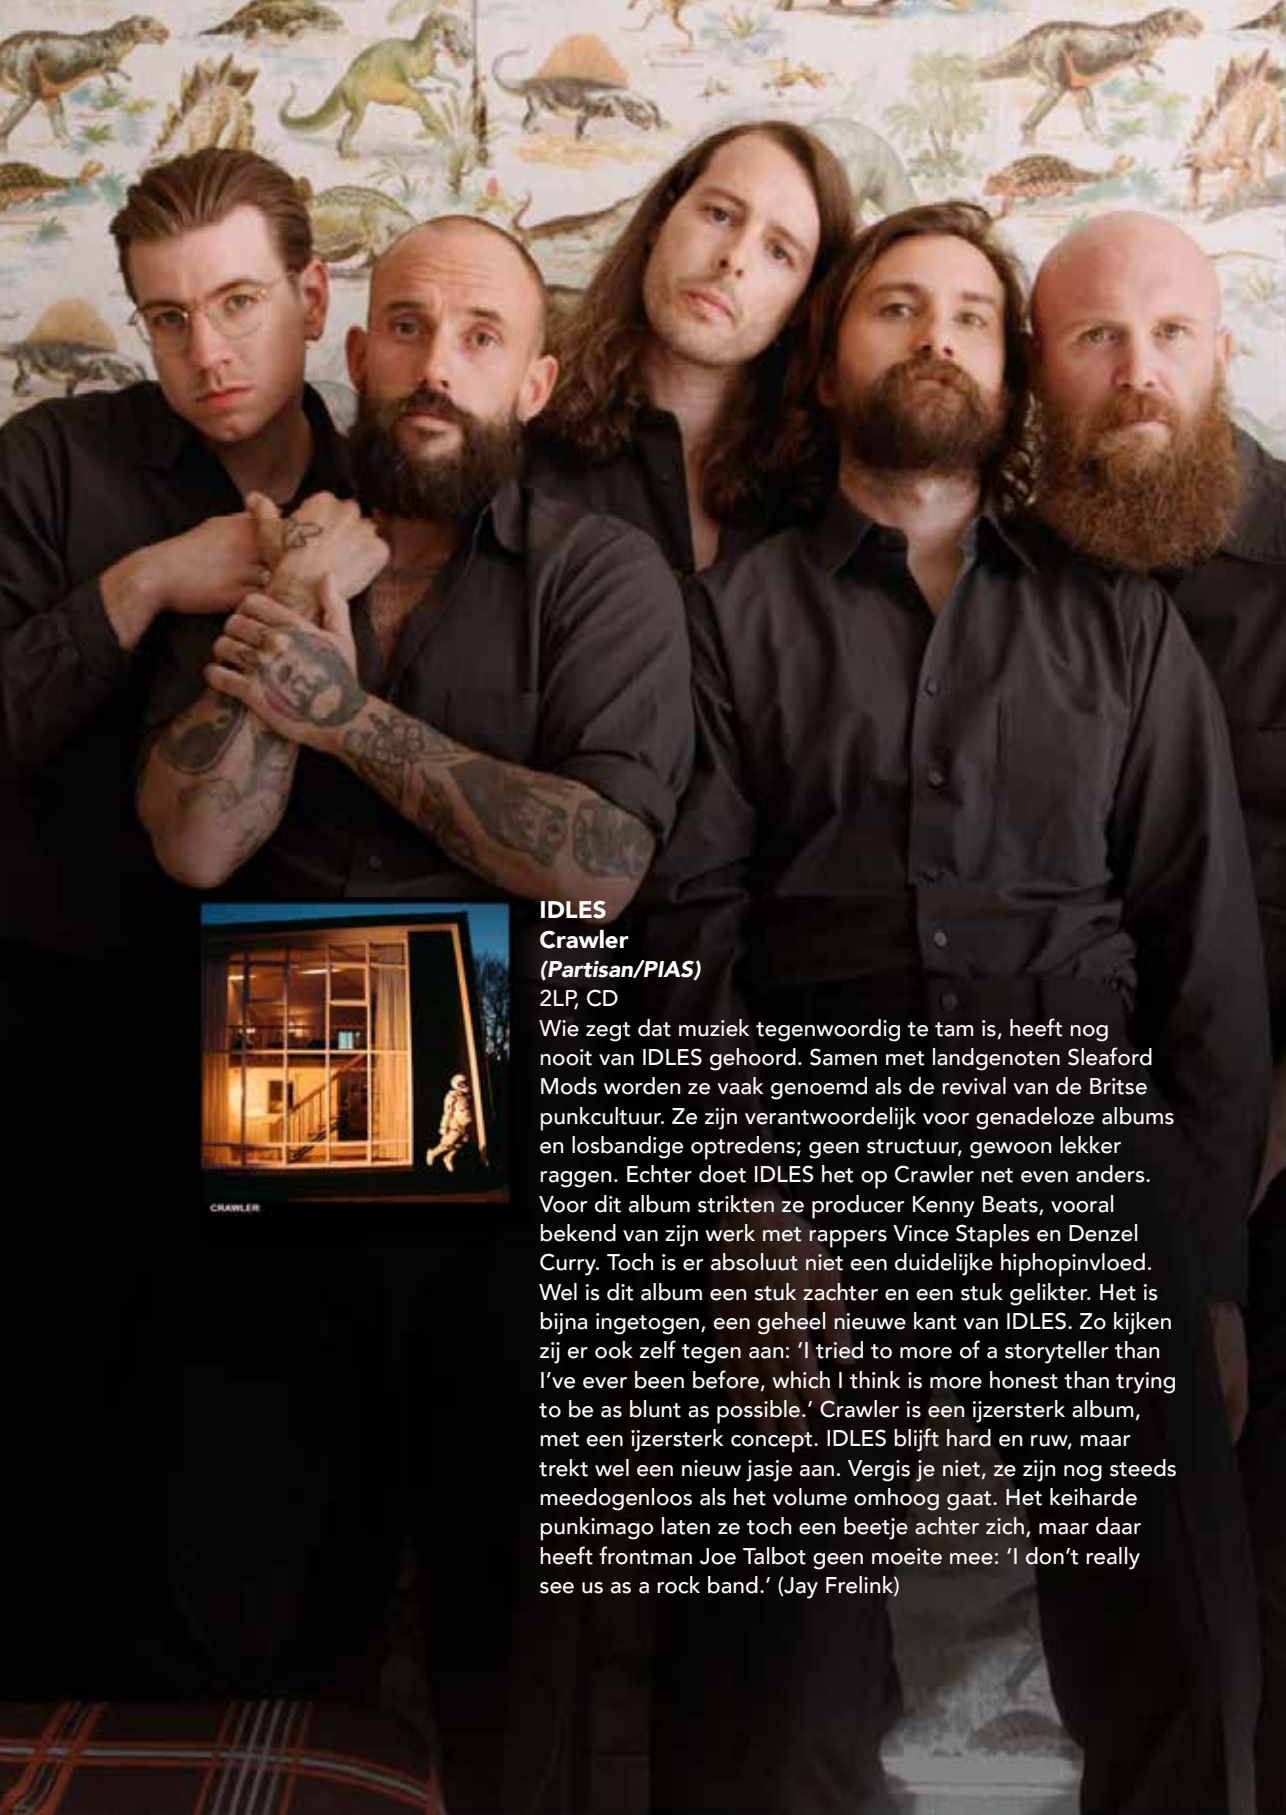 IDLES
Crawler
(Partisan/PIAS)
2LP, CD
Wie zegt dat muziek tegenwoordig te tam is, heeft nog
nooit van IDLES gehoord. Samen met landgenoten Sleaford
Mods worden ze vaak genoemd als de revival van de Britse
punkcultuur. Ze zijn verantwoordelijk voor genadeloze albums
en losbandige optredens; geen structuur, gewoon lekker
raggen. Echter doet IDLES het op Crawler net even anders.
Voor dit album strikten ze producer Kenny Beats, vooral
bekend van zijn werk met rappers Vince Staples en Denzel
Curry. Toch is er absoluut niet een duidelijke hiphopinvloed.
Wel is dit album een stuk zachter en een stuk gelikter. Het is
bijna ingetogen, een geheel nieuwe kant van IDLES. Zo kijken
zij er ook zelf tegen aan: ‘I tried to more of a storyteller than
I’ve ever been before, which I think is more honest than trying
to be as blunt as possible.’ Crawler is een ijzersterk album,
met een ijzersterk concept. IDLES blijft hard en ruw, maar
trekt wel een nieuw jasje aan. Vergis je niet, ze zijn nog steeds
meedogenloos als het volume omhoog gaat. Het keiharde
punkimago laten ze toch een beetje achter zich, maar daar
heeft frontman Joe Talbot geen moeite mee: ‘I don’t really
see us as a rock band.’ (Jay Frelink)
CRAWLER